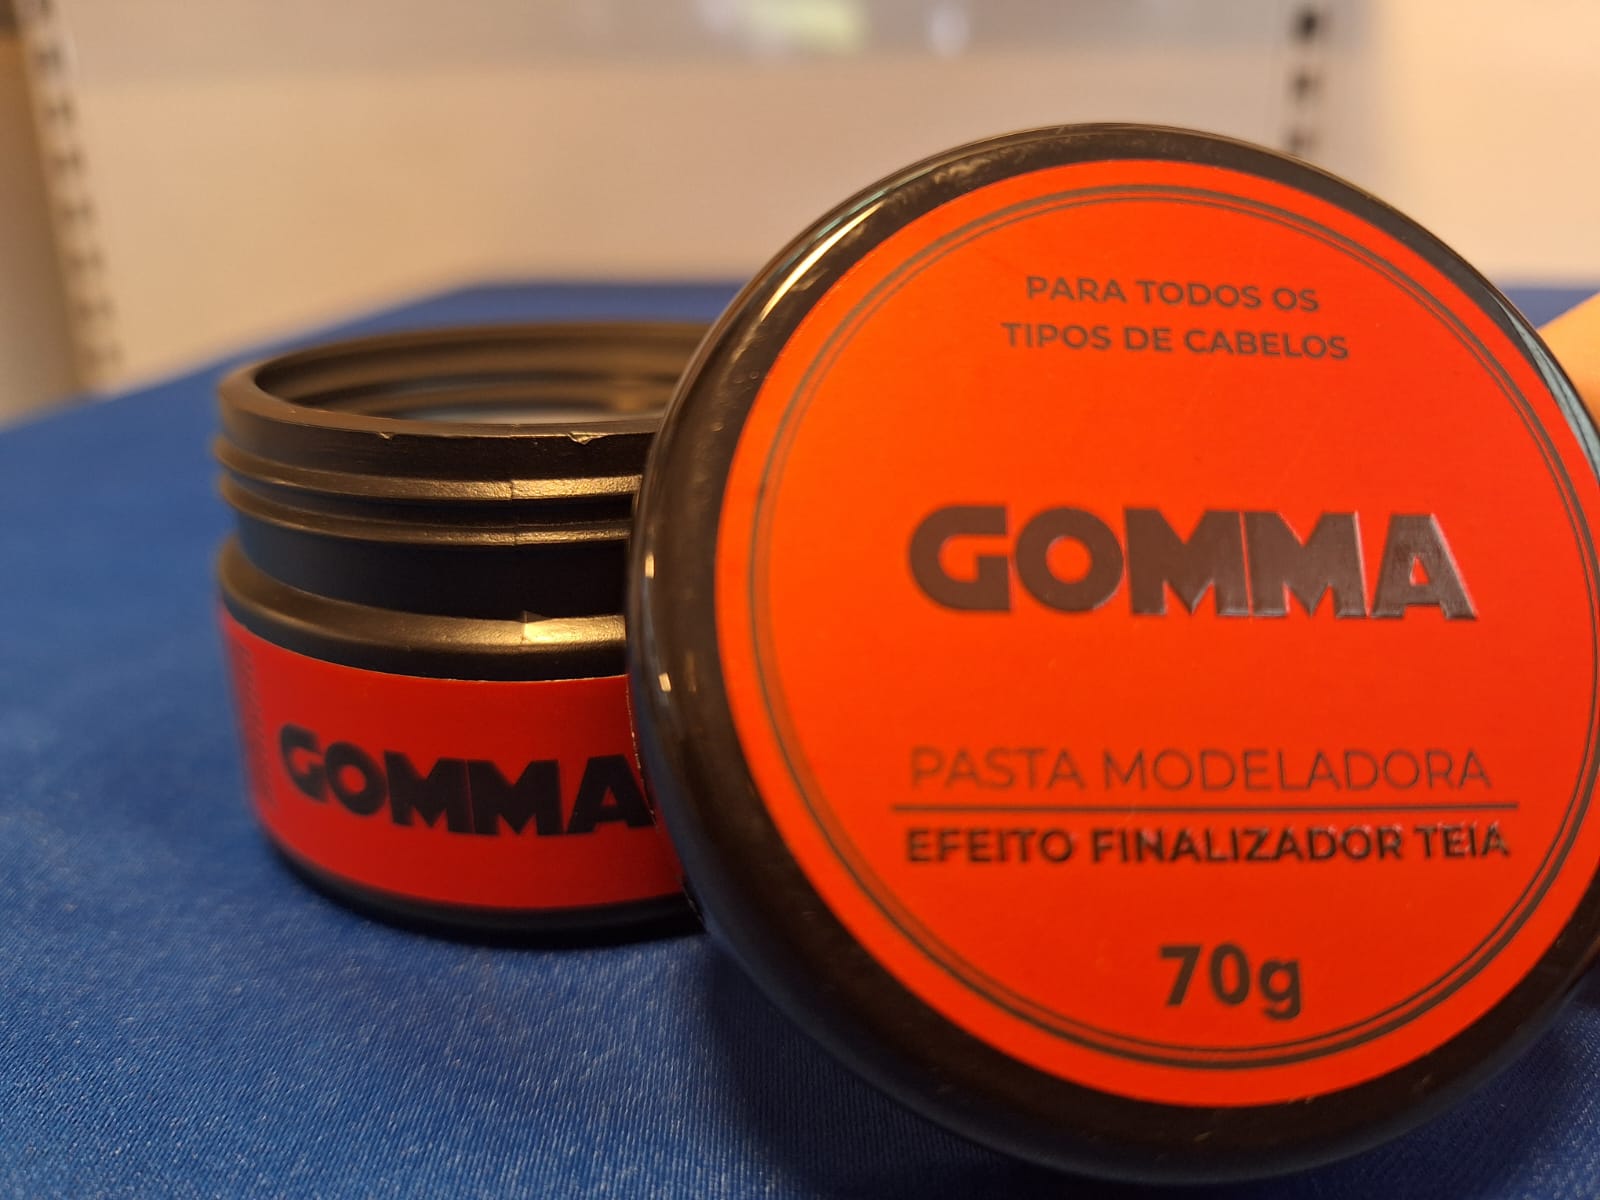 PARA TODOS OS
TIPOS DE CABELOS
GOMMA
PASTA MODELADORA
EFEITO FINALIZADOR TEIA
70g
GOMMA